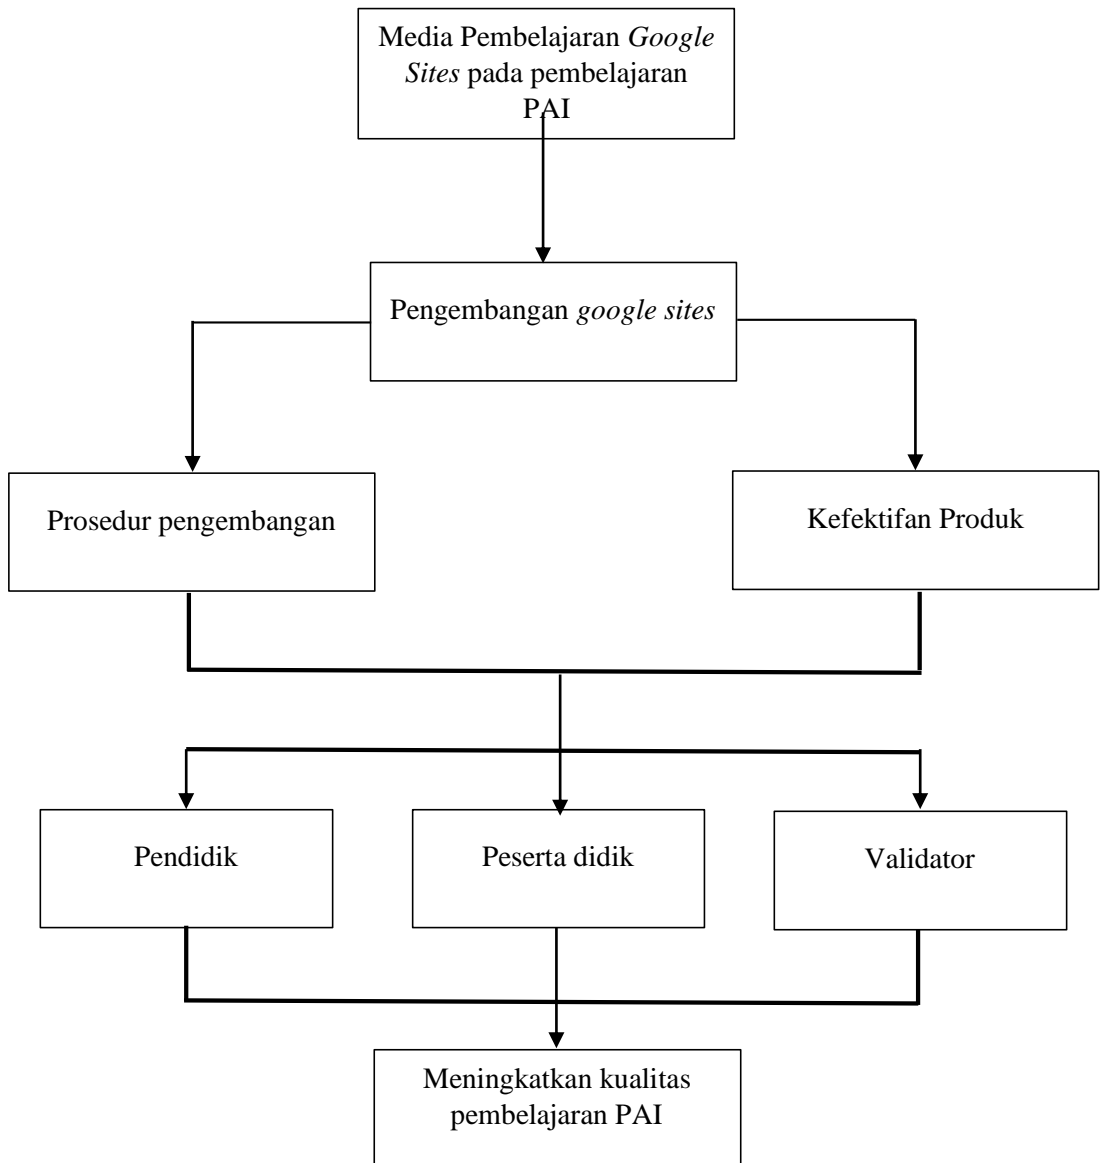 Media Pembelajaran Google
Sites pada pembelajaran
PAI
Pengembangan google sites
Prosedur pengembangan
Kefektifan Produk
Pendidik
Peserta didik
Validator
Meningkatkan kualitas
pembelajaran PAI